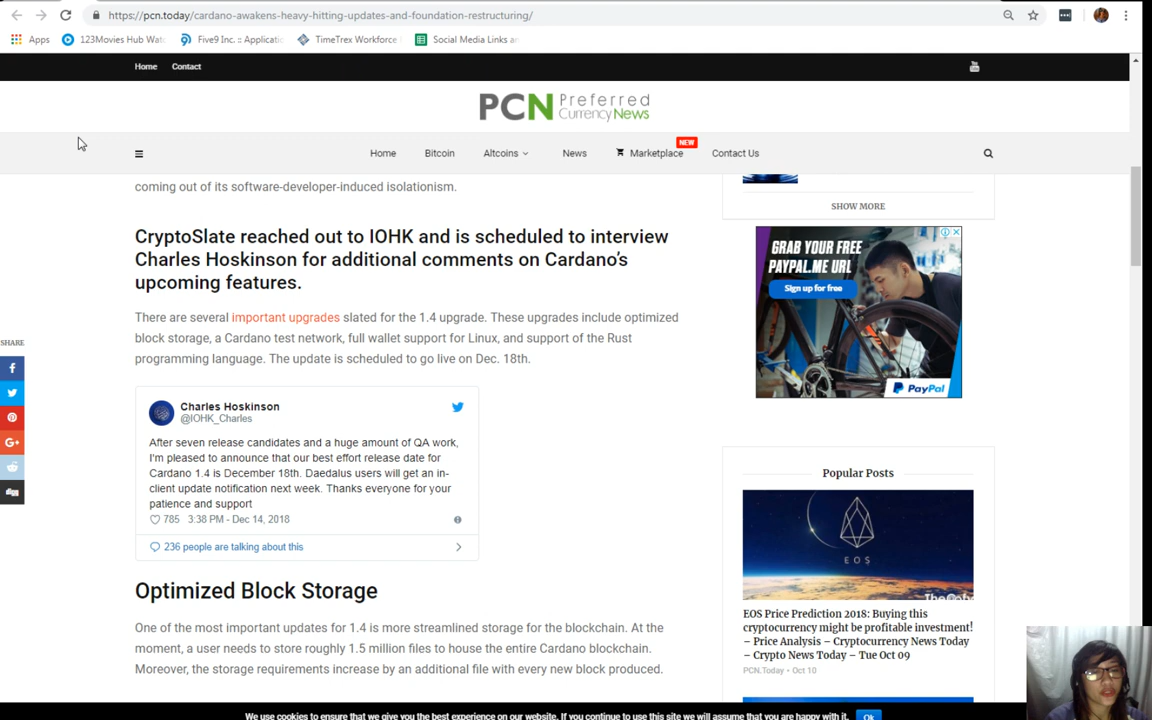 https://pcn.today/cardano-awakens-heavy-hitting-updates-and-foundation-restructuring/
Apps
123Movies Hub Wat
Five9 Inc. :: Applicati
TimeTrex Workforce
Social Media Links a
Home
Contact
PCN Preferred
CurrencyNews
NEW
Home
Bitcoin
Altcoins
News
Marketplace
Contact Us
coming out of its software-developer-induced isolationism.
SHOW MORE
CryptoSlate reached out to IOHK and is scheduled to interview
Charles Hoskinson for additional comments on Cardano's
upcoming features.
There are several important upgrades slated for the 1.4 upgrade. These upgrades include optimized
block storage, a Cardano test network, full wallet support for Linux, and support of the Rust
programming language. The update is scheduled to go live on Dec. 18th.
GRAB YOUR FREE
PAYPAL.ME URL
Sign up for free
PayPal
SHARE
Charles Hoskinson
@IOHK_Charles
After seven release candidates and a huge amount of QA work,
I'm pleased to announce that our best effort release date for
Cardano 1.4 is December 18th. Daedalus users will get an in-
client update notification next week. Thanks everyone for your
patience and support
785 3:38 PM - Dec 14, 2018
236 people are talking about this
Optimized Block Storage
One of the most important updates for 1.4 is more streamlined storage for the blockchain. At the
moment, a user needs to store roughly 1.5 million files to house the entire Cardano blockchain.
Moreover, the storage requirements increase by an additional file with every new block produced.
Popular Posts
EOS
EOS Price Prediction 2018: Buying this
cryptocurrency might be profitable investment!
– Price Analysis – Cryptocurrency News Today
– Crypto News Today – Tue Oct 09
PCN.Today • Oct 10
We use cookies to ensure that we give you the best experience on our website. If you continue to use this site we will assume that you are happy with it.
Ok